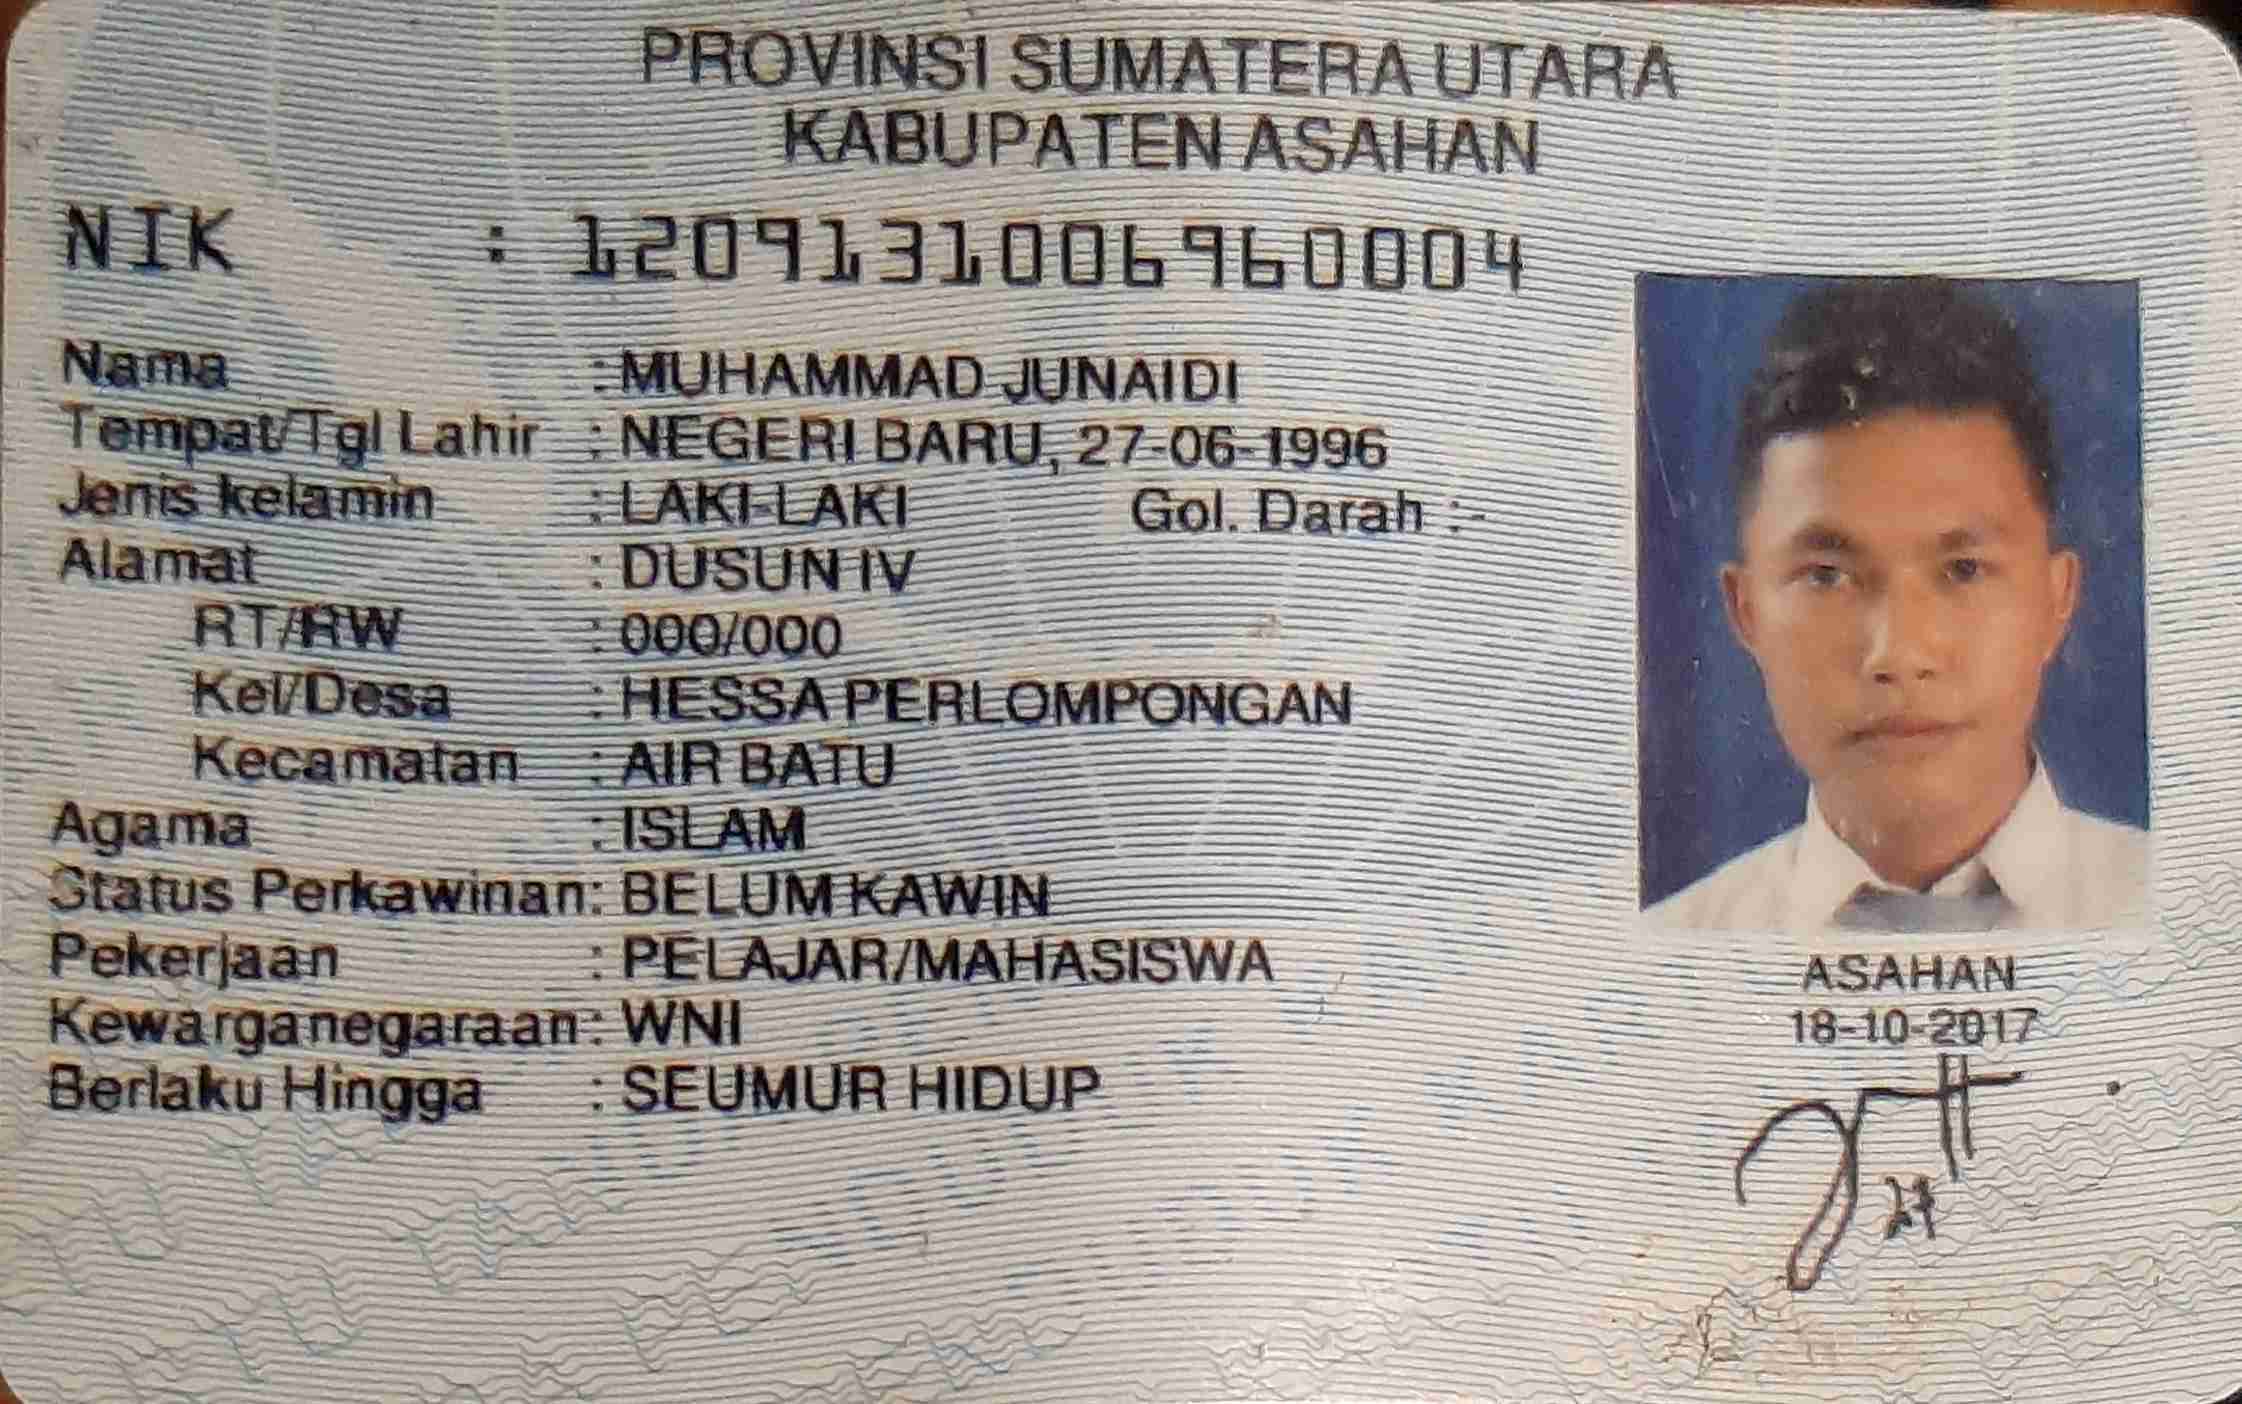 PROVINSI SUMATERA UTARA
KABUPATEN ASAHAN
NIK : 1209131006960004
Nama : MUHAMMAD JUNAIDI
Tempat/Tgl Lahir : NEGERI BARU, 27-06-1996
Jenis kelamin : LAKI-LAKI Gol. Darah : -
Alamat : DUSUN IV
RT/RW : 000/000
Kel/Desa : HESSA PERLOMPONGAN
Kecamatan : AIR BATU
Agama : ISLAM
Status Perkawinan : BELUM KAWIN
Pekerjaan : PELAJAR/MAHASISWA
Kewarganegaraan : WNI
Berlaku Hingga : SEUMUR HIDUP
ASAHAN
18-10-2017